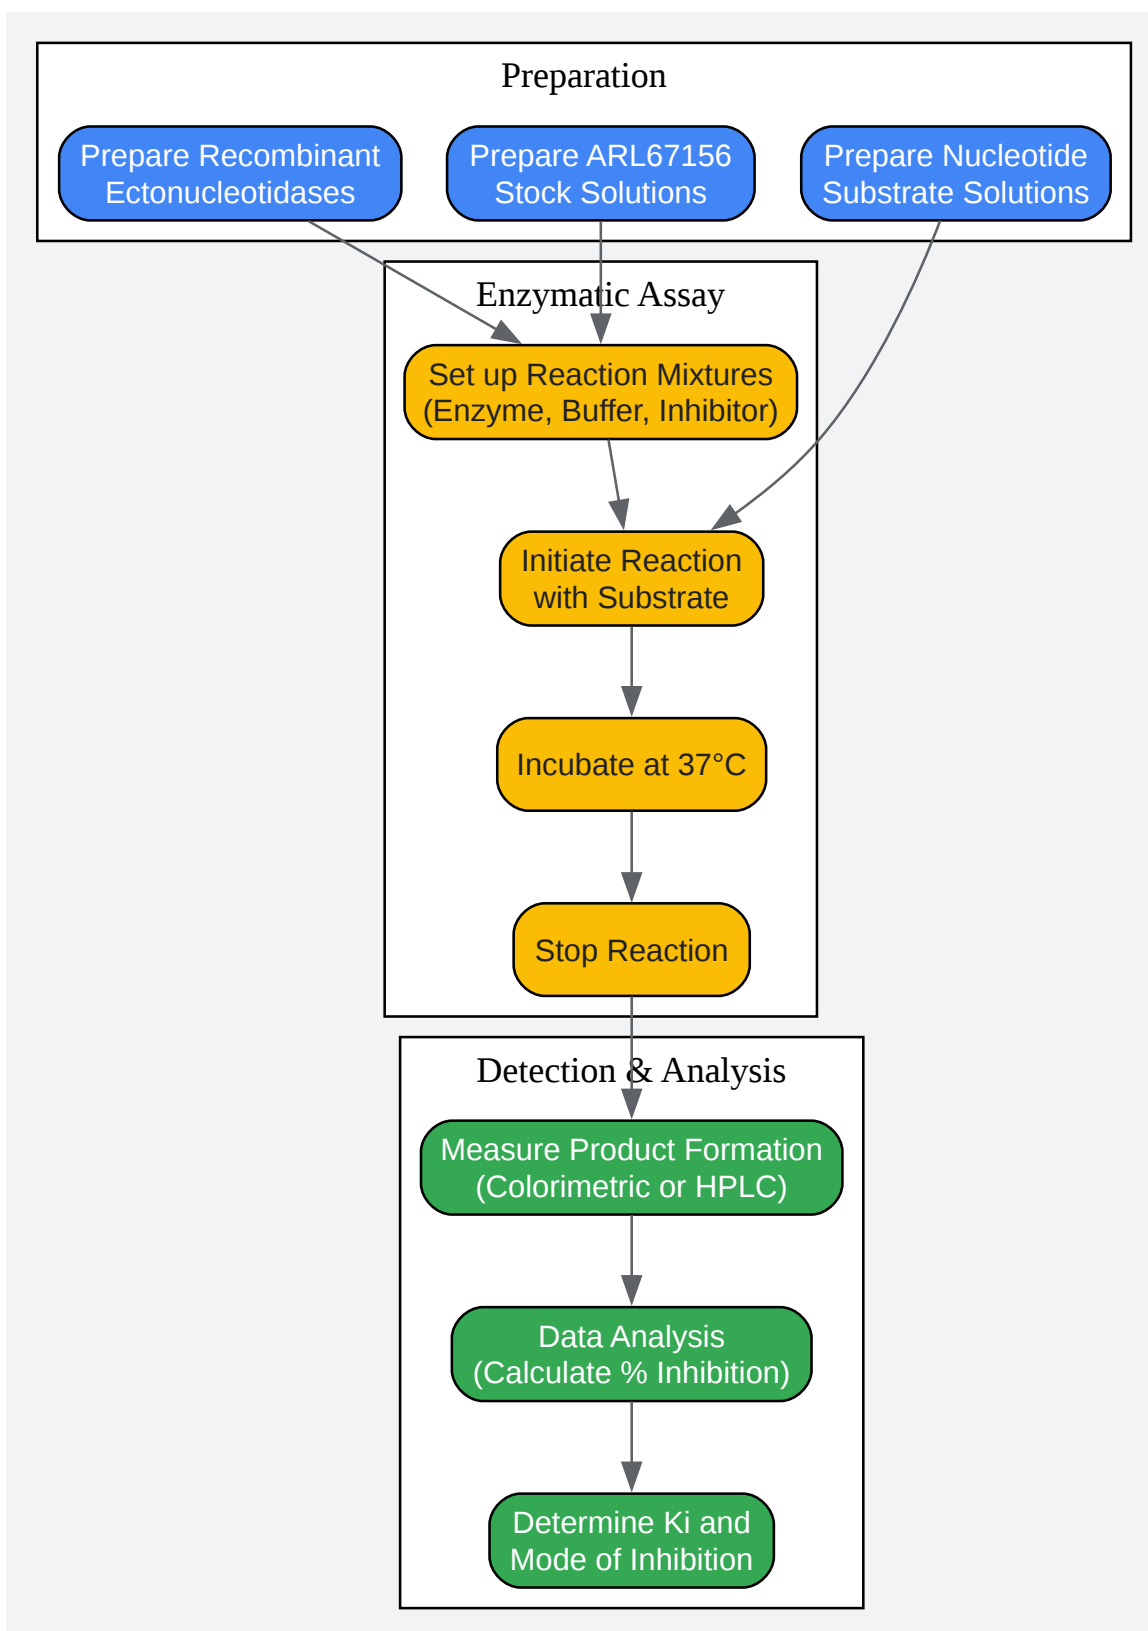 Preparation
Prepare Recombinant
Ectonucleotidases
Prepare ARL67156
Stock Solutions
Prepare Nucleotide
Substrate Solutions
Enzymatic Assay
Set up Reaction Mixtures
(Enzyme, Buffer, Inhibitor)
Initiate Reaction
with Substrate
Incubate at 37°C
Stop Reaction
Detection & Analysis
Measure Product Formation
(Colorimetric or HPLC)
Data Analysis
(Calculate % Inhibition)
Determine Ki and
Mode of Inhibition